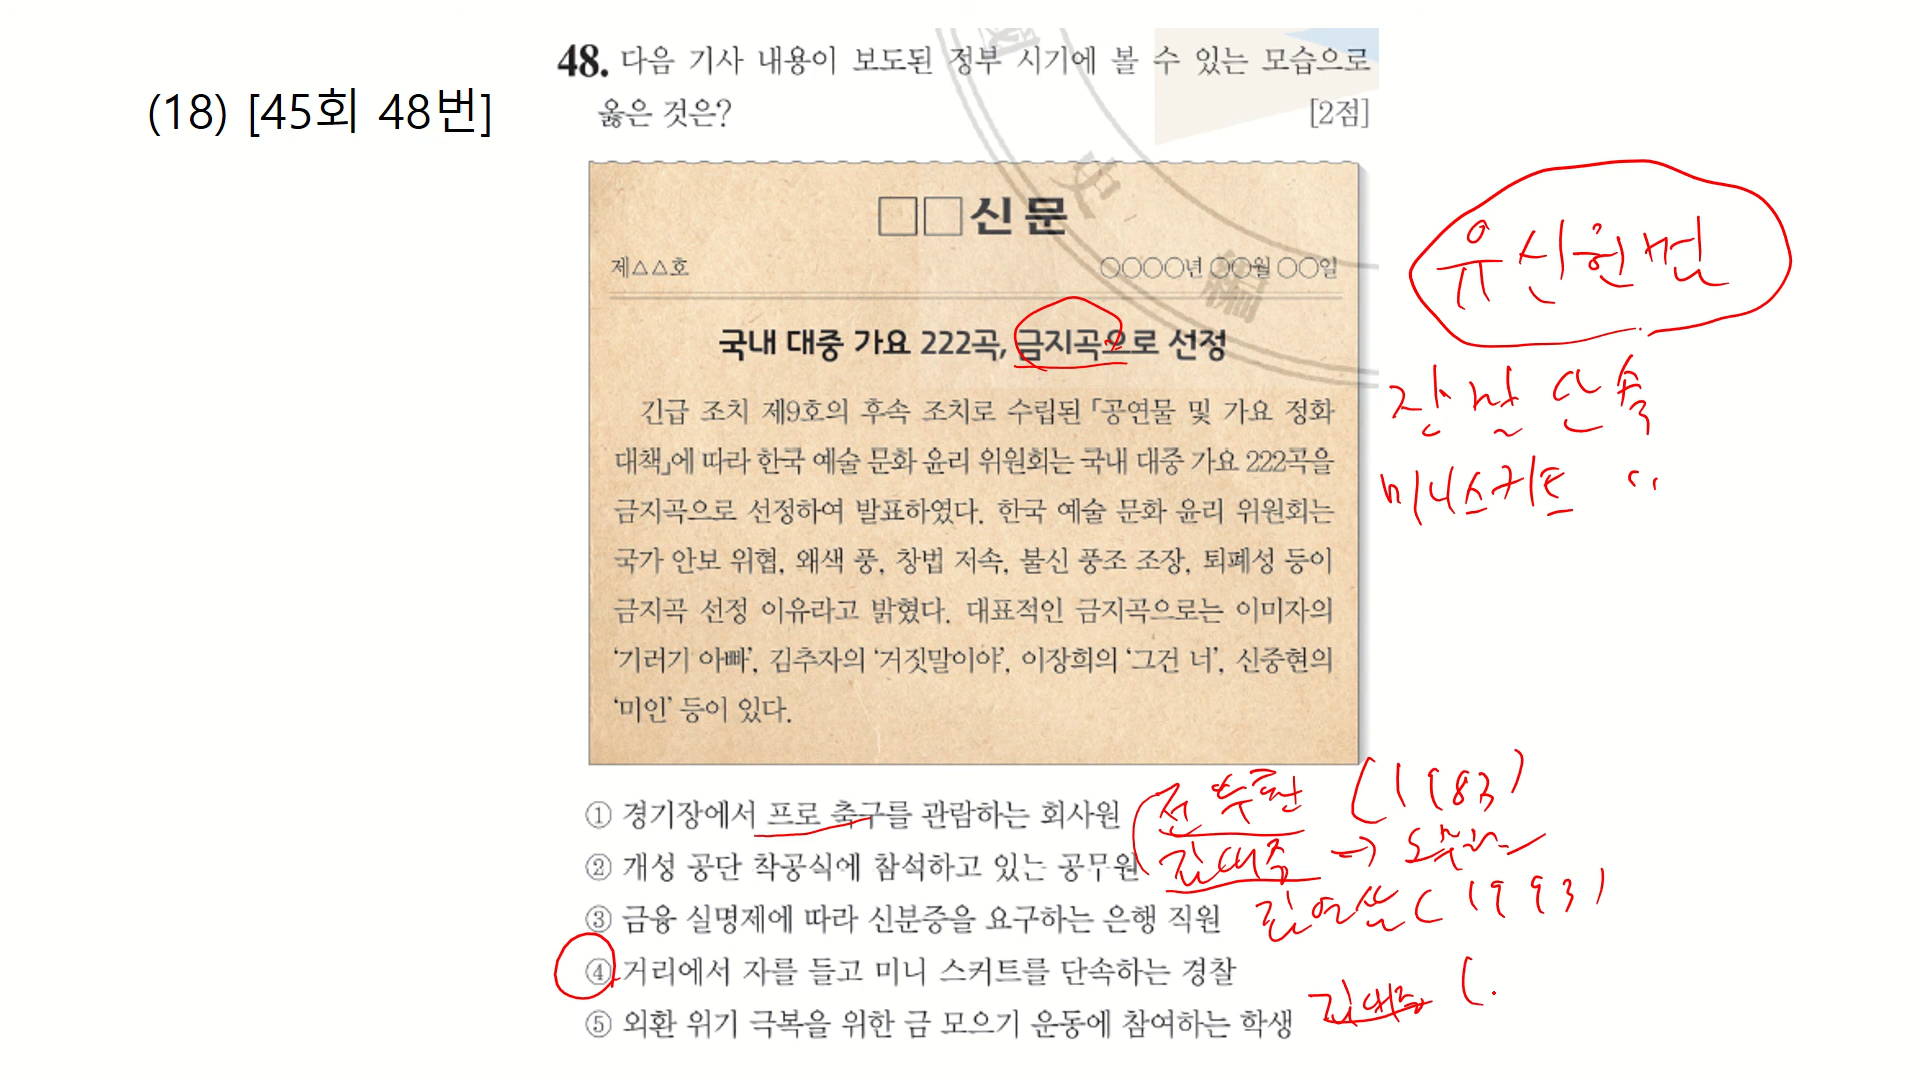 (18) [45회 48번]
48. 다음 기사 내용이 보도된 정부 시기에 볼 수 있는 모습으로
옳은 것은? [2점]
□□신문
제△△호 ○○○○년 ○○월 ○○일
국내 대중 가요 222곡, 금지곡으로 선정
긴급 조치 제9호의 후속 조치로 수립된 「공연물 및 가요 정화
대책」에 따라 한국 예술 문화 윤리 위원회는 국내 대중 가요 222곡을
금지곡으로 선정하여 발표하였다. 한국 예술 문화 윤리 위원회는
국가 안보 위협, 왜색 풍, 창법 저속, 불신 풍조 조장, 퇴폐성 등이
금지곡 선정 이유라고 밝혔다. 대표적인 금지곡으로는 이미자의
‘기러기 아빠’, 김추자의 ‘거짓말이야’, 이장희의 ‘그건 너’, 신중현의
‘미인’ 등이 있다.
유신헌법
장발 단속
미니스커트 〃
① 경기장에서 프로 축구를 관람하는 회사원 전두환 (1983)
② 개성 공단 착공식에 참석하고 있는 공무원 김대중 →
③ 금융 실명제에 따라 신분증을 요구하는 은행 직원 김영삼 (1993)
④ 거리에서 자를 들고 미니 스커트를 단속하는 경찰
⑤ 외환 위기 극복을 위한 금 모으기 운동에 참여하는 학생 김대중 (
史
編